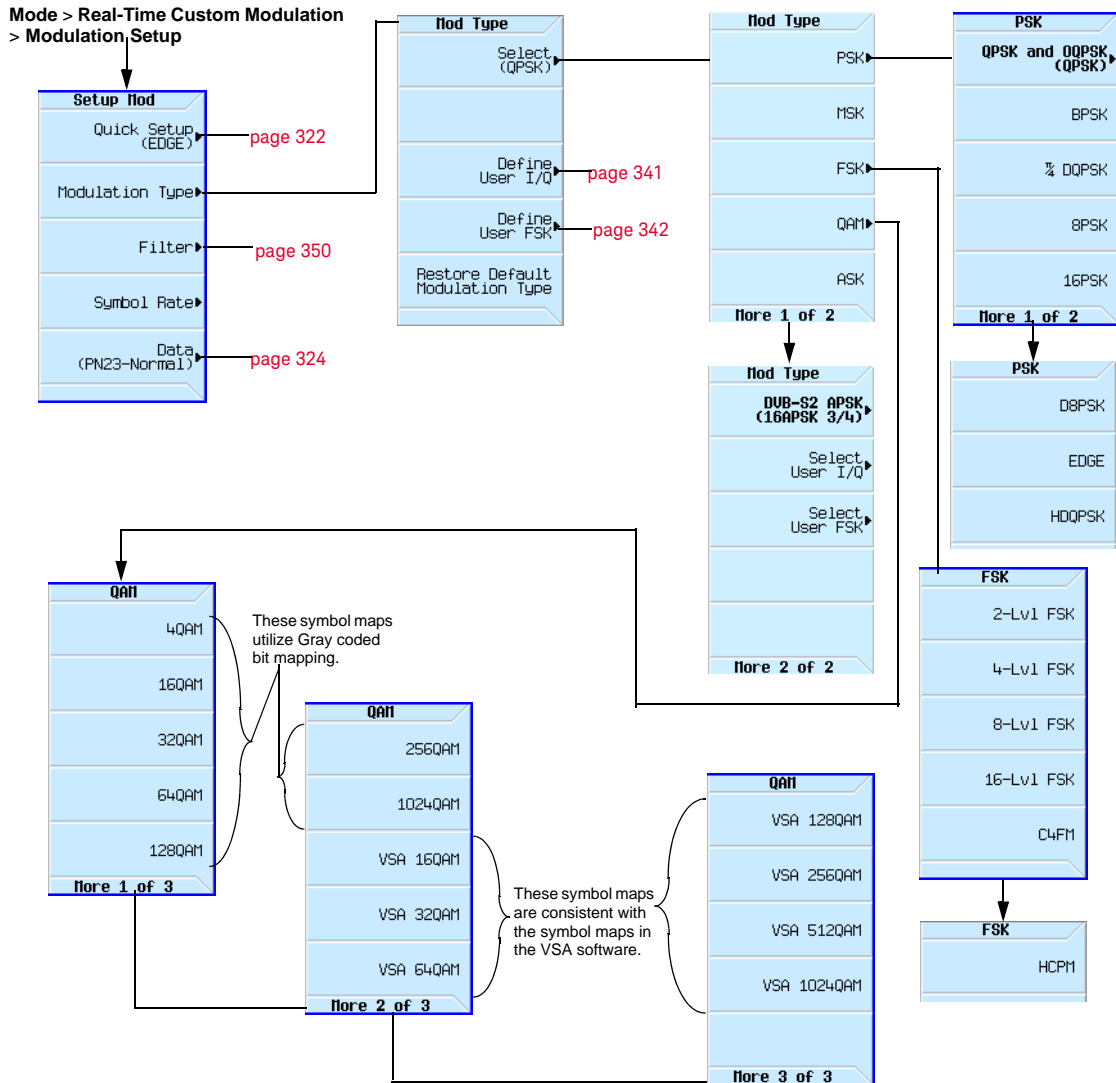 Mode > Real-Time Custom Modulation
> Modulation Setup
Setup Mod
Quick Setup
(EDGE)
page 322
Modulation Type
Filter
page 350
Symbol Rate
Data
(PN23-Normal)
page 324
Mod Type
Select
(QPSK)
Define
User I/Q
page 341
Define
User FSK
page 342
Restore Default
Modulation Type
Mod Type
PSK
MSK
FSK
QAM
ASK
More 1 of 2
PSK
QPSK and OQPSK
(QPSK)
BPSK
π/4 DQPSK
8PSK
16PSK
More 1 of 2
Mod Type
DVB-S2 APSK
(16APSK 3/4)
Select
User I/Q
Select
User FSK
More 2 of 2
PSK
D8PSK
EDGE
HDQPSK
QAM
4QAM
16QAM
32QAM
64QAM
128QAM
More 1 of 3
These symbol maps
utilize Gray coded
bit mapping.
QAM
256QAM
1024QAM
VSA 16QAM
VSA 32QAM
VSA 64QAM
More 2 of 3
These symbol maps
are consistent with
the symbol maps in
the VSA software.
QAM
VSA 128QAM
VSA 256QAM
VSA 512QAM
VSA 1024QAM
More 3 of 3
FSK
2-Lvl FSK
4-Lvl FSK
8-Lvl FSK
16-Lvl FSK
C4FM
FSK
HCPM